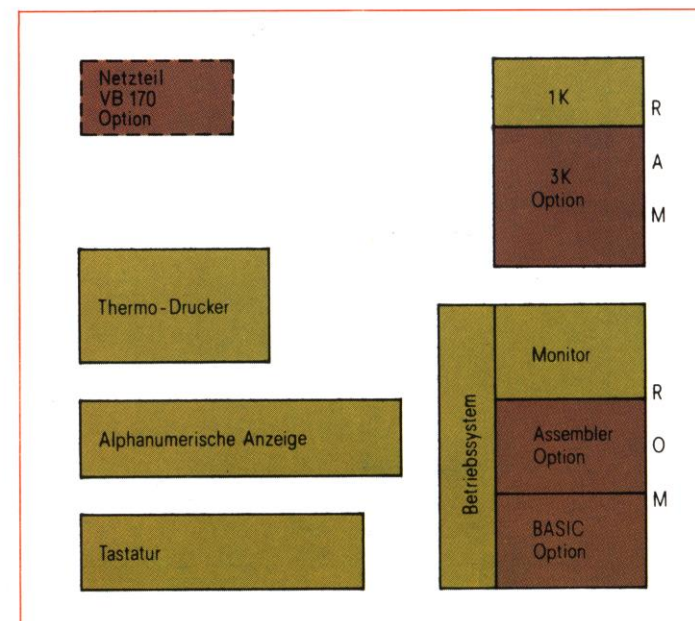 Netzteil
VB 170
Option
1K
3K
Option
R
A
M
Thermo-Drucker
Alphanumerische Anzeige
Tastatur
Betriebssystem
Monitor
Assembler
Option
BASIC
Option
R
O
M